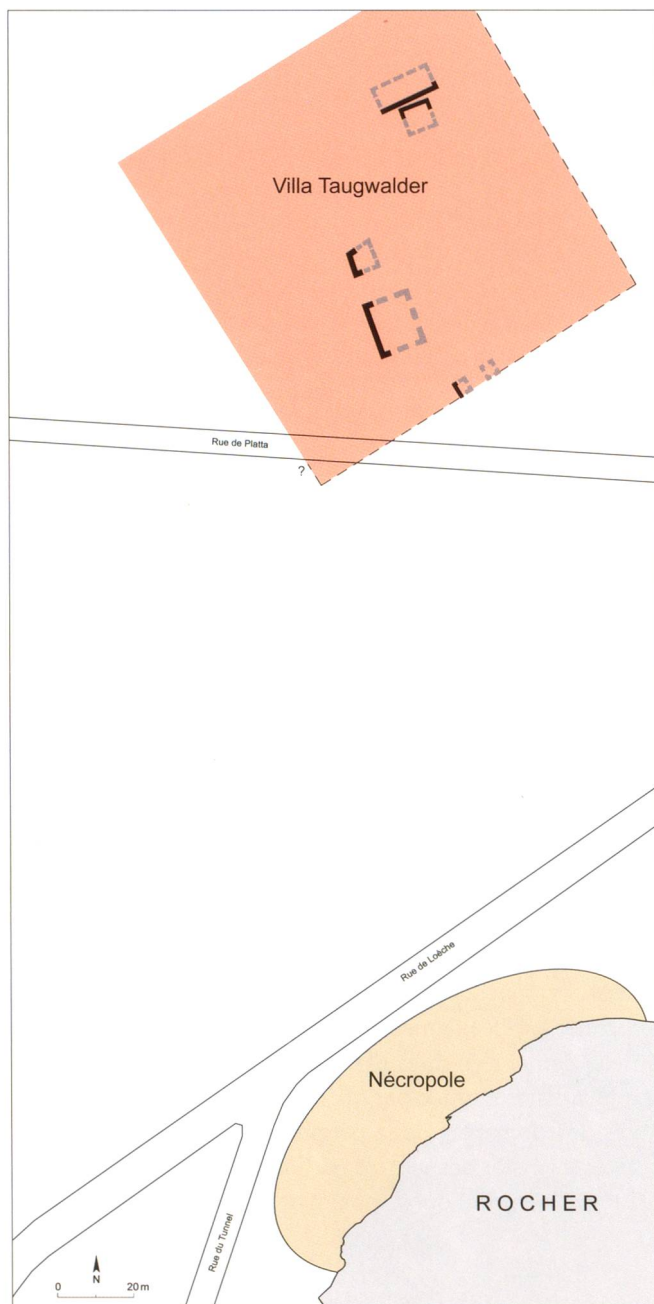 Villa Taugwalder
Rue de Platta
?
Rue de Loèche
Nécropole
ROCHER
Rue du Tunnel
N
0 20 m